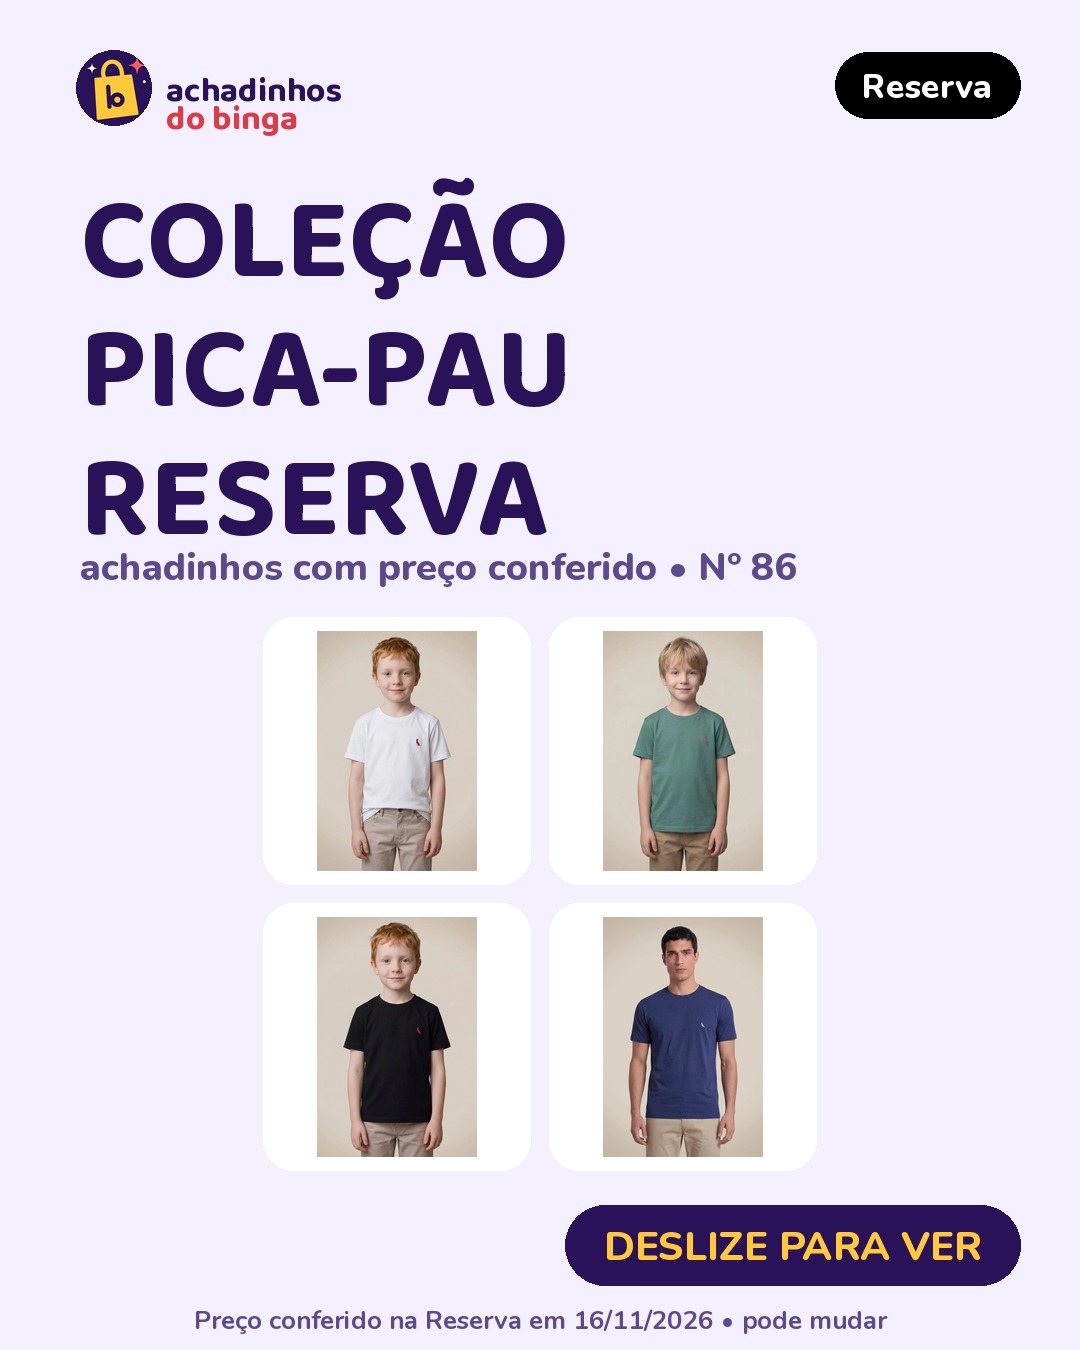 achadinhos
do binga
Reserva
COLEÇÃO
PICA-PAU
RESERVA
achadinhos com preço conferido • Nº 86
DESLIZE PARA VER
Preço conferido na Reserva em 16/11/2026 • pode mudar